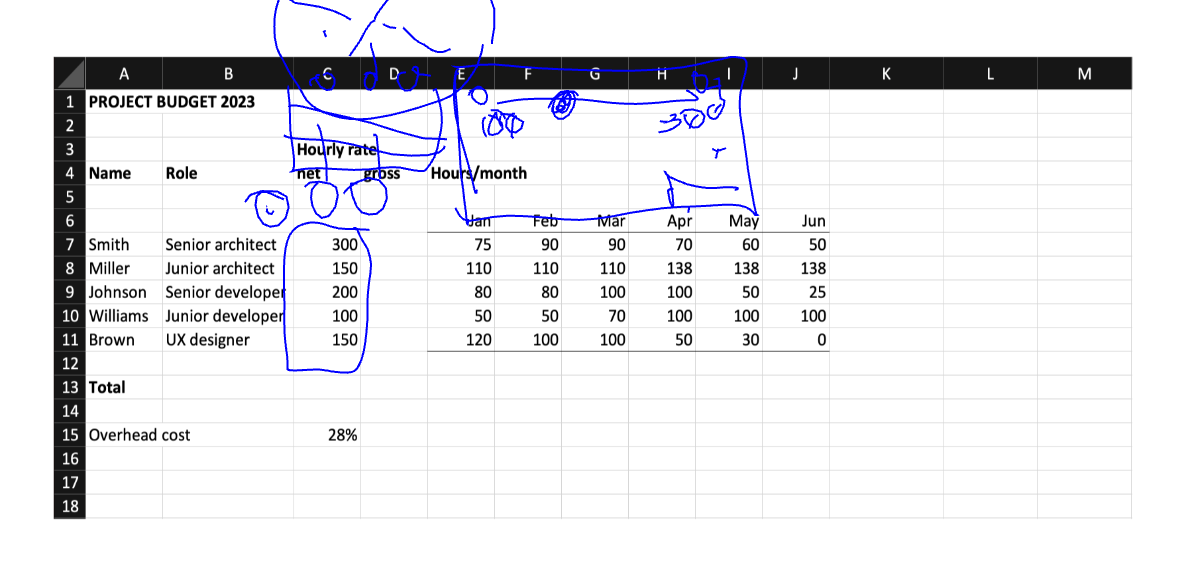 A B C D E F G H I J K L M
1 PROJECT BUDGET 2023
100 300
2
3 Hourly rate
4 Name Role net gross Hours/month
5
6 Jan Feb Mar Apr May Jun
7 Smith Senior architect 300 75 90 90 70 60 50
8 Miller Junior architect 150 110 110 110 138 138 138
9 Johnson Senior developer 200 80 80 100 100 50 25
10 Williams Junior developer 100 50 50 70 100 100 100
11 Brown UX designer 150 120 100 100 50 30 0
12
13 Total
14
15 Overhead cost 28%
16
17
18